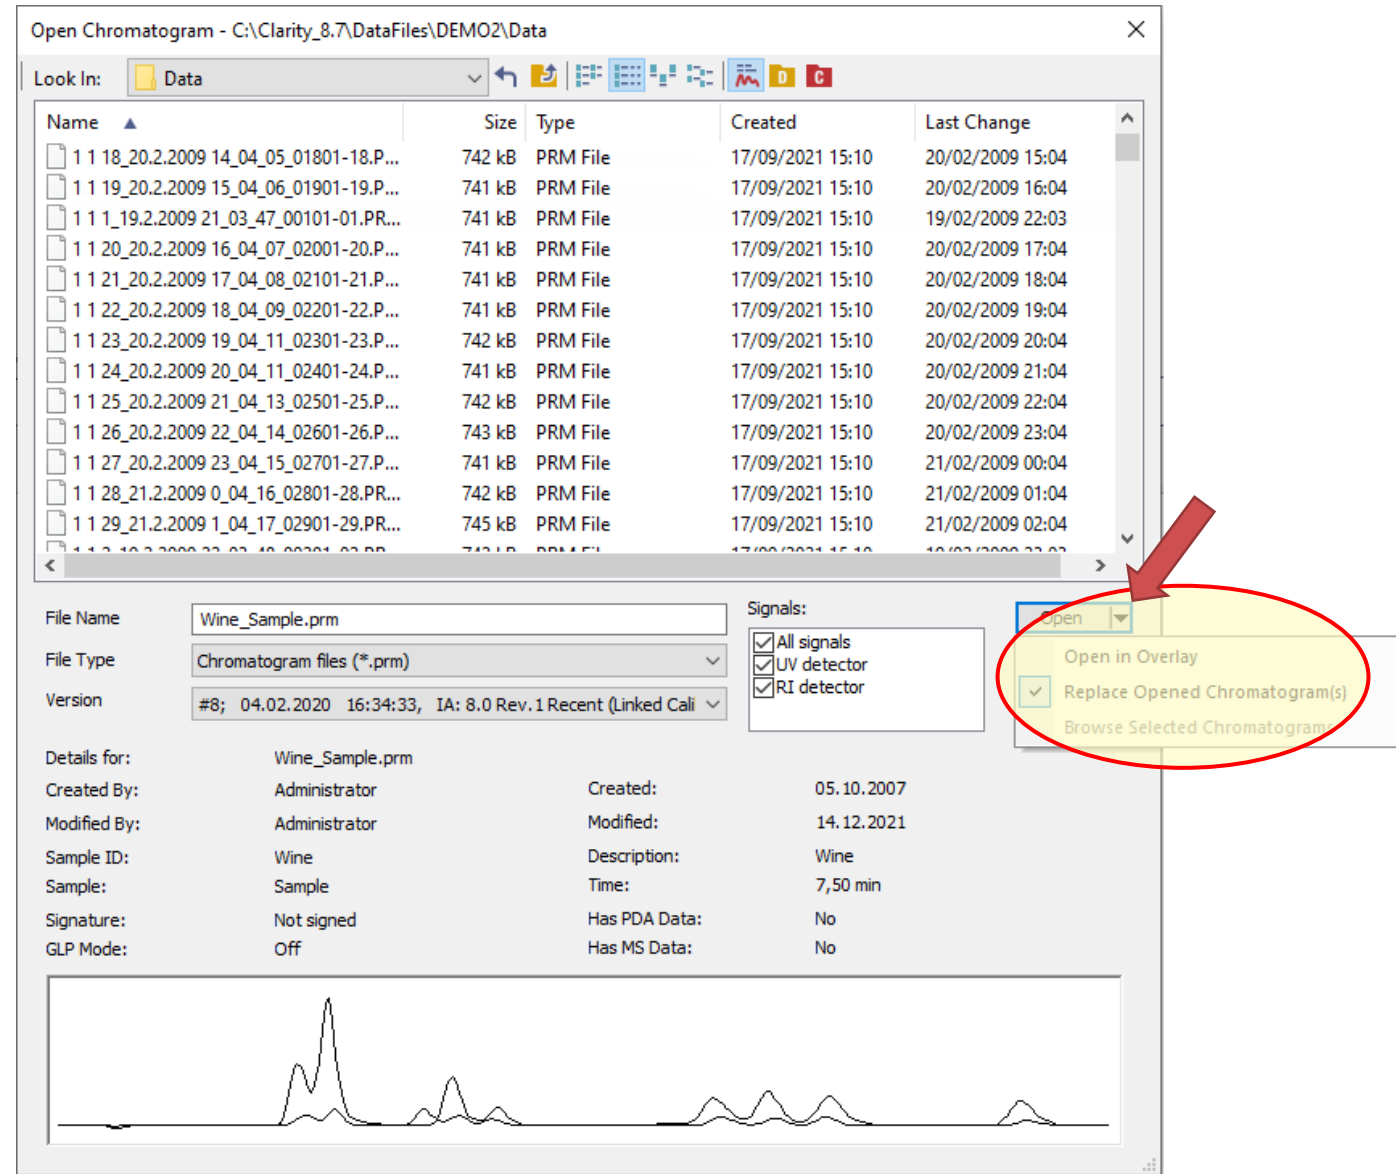 Open Chromatogram - C:\Clarity_8.7\DataFiles\DEMO2\Data
Look In: Data
D C
Name Size Type Created Last Change
1 1 18_20.2.2009 14_04_05_01801-18.P... 742 kB PRM File 17/09/2021 15:10 20/02/2009 15:04
1 1 19_20.2.2009 15_04_06_01901-19.P... 741 kB PRM File 17/09/2021 15:10 20/02/2009 16:04
1 1 1_19.2.2009 21_03_47_00101-01.PR... 741 kB PRM File 17/09/2021 15:10 19/02/2009 22:03
1 1 20_20.2.2009 16_04_07_02001-20.P... 741 kB PRM File 17/09/2021 15:10 20/02/2009 17:04
1 1 21_20.2.2009 17_04_08_02101-21.P... 741 kB PRM File 17/09/2021 15:10 20/02/2009 18:04
1 1 22_20.2.2009 18_04_09_02201-22.P... 741 kB PRM File 17/09/2021 15:10 20/02/2009 19:04
1 1 23_20.2.2009 19_04_11_02301-23.P... 742 kB PRM File 17/09/2021 15:10 20/02/2009 20:04
1 1 24_20.2.2009 20_04_11_02401-24.P... 741 kB PRM File 17/09/2021 15:10 20/02/2009 21:04
1 1 25_20.2.2009 21_04_13_02501-25.P... 742 kB PRM File 17/09/2021 15:10 20/02/2009 22:04
1 1 26_20.2.2009 22_04_14_02601-26.P... 743 kB PRM File 17/09/2021 15:10 20/02/2009 23:04
1 1 27_20.2.2009 23_04_15_02701-27.P... 741 kB PRM File 17/09/2021 15:10 21/02/2009 00:04
1 1 28_21.2.2009 0_04_16_02801-28.PR... 742 kB PRM File 17/09/2021 15:10 21/02/2009 01:04
1 1 29_21.2.2009 1_04_17_02901-29.PR... 745 kB PRM File 17/09/2021 15:10 21/02/2009 02:04
File Name Wine_Sample.prm Signals: Open
File Type Chromatogram files (*.prm) All signals Open in Overlay
UV detector
RI detector Replace Opened Chromatogram(s)
Version #8; 04.02.2020 16:34:33, IA: 8.0 Rev.1 Recent (Linked Cali
Browse Selected Chromatograms
Details for: Wine_Sample.prm
Created By: Administrator Created: 05.10.2007
Modified By: Administrator Modified: 14.12.2021
Sample ID: Wine Description: Wine
Sample: Sample Time: 7,50 min
Signature: Not signed Has PDA Data: No
GLP Mode: Off Has MS Data: No